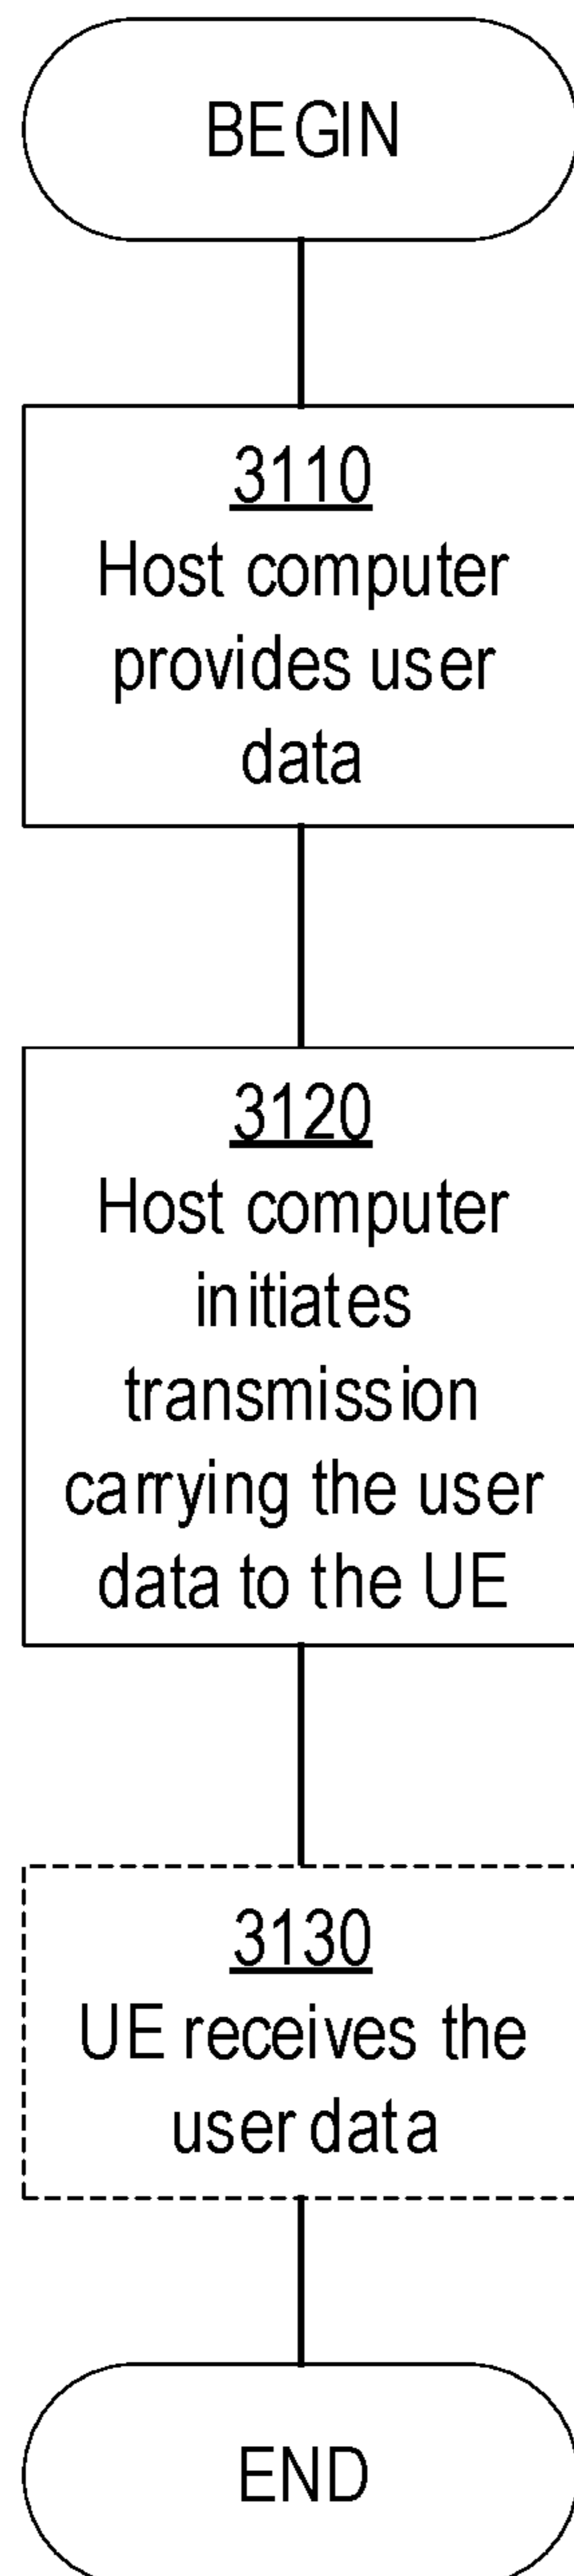 BEGIN
3110
Host computer
provides user
data
3120
Host computer
initiates
transmission
carrying the user
data to the UE
3130
UE receives the
user data
END